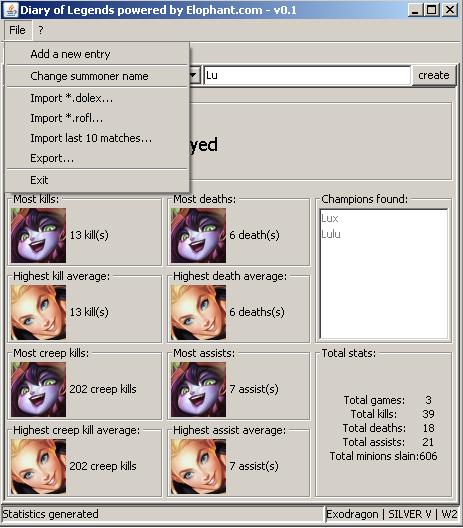 Diary of Legends powered by Elophant.com - v0.1
File ?
Add a new entry
Change summoner name
Import *.dolex...
Import *.rofl...
Import last 10 matches...
Export...
Exit
Lu
create
yed
Most kills:
13 kill(s)
Most deaths:
6 death(s)
Champions found:
Lux
Lulu
Highest kill average:
13 kill(s)
Highest death average:
6 deaths(s)
Most creep kills:
202 creep kills
Most assists:
7 assist(s)
Total stats:
Total games: 3
Total kills: 39
Total deaths: 18
Total assists: 21
Total minions slain:606
Highest creep kill average:
202 creep kills
Highest assist average:
7 assist(s)
Statistics generated
Exodragon | SILVER V | W2